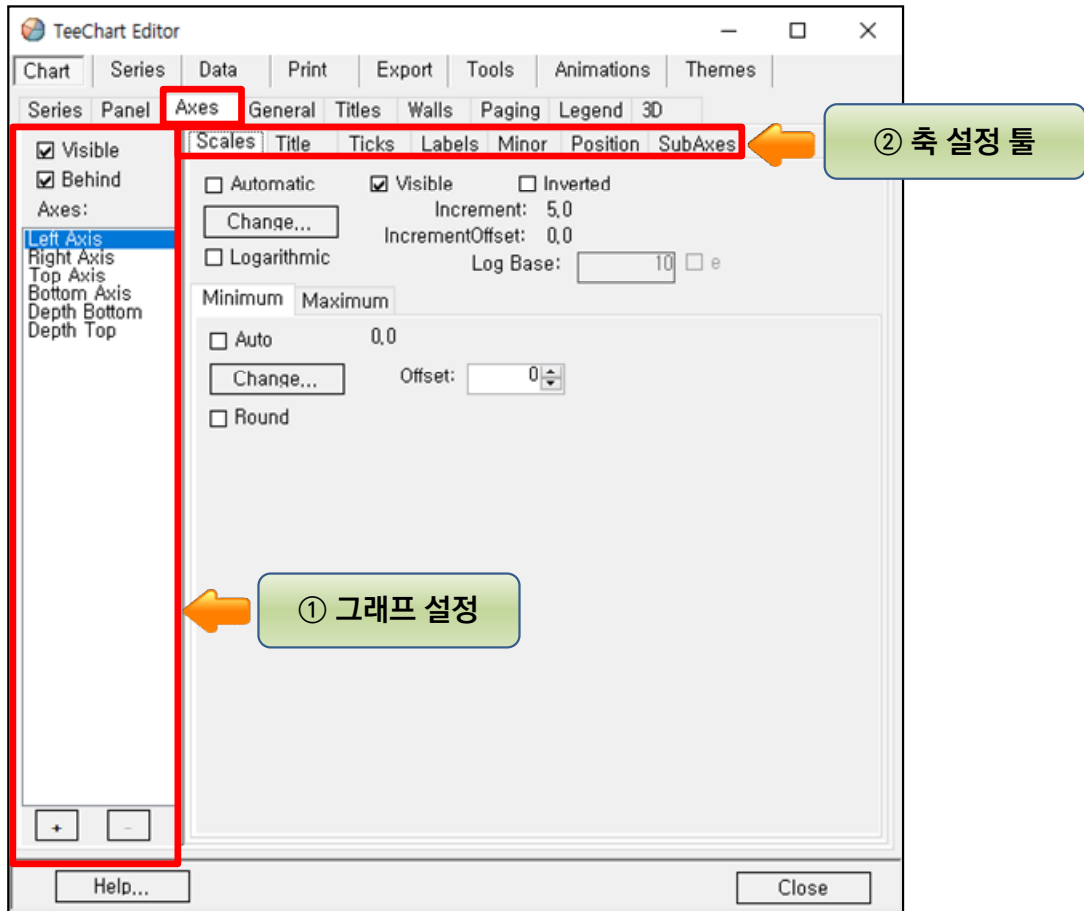 TeeChart Editor
Chart Series Data Print Export Tools Animations Themes
Series Panel Axes General Titles Walls Paging Legend 3D
② 축 설정 툴
Scales Title Ticks Labels Minor Position SubAxes
Visible
Behind
Axes:
Left Axis
Right Axis
Top Axis
Bottom Axis
Depth Bottom
Depth Top
Automatic Visible Inverted
Change... Increment: 5,0
IncrementOffset: 0,0
Logarithmic Log Base: 10 e
Minimum Maximum
Auto 0,0
Change... Offset: 0
Round
① 그래프 설정
+ -
Help... Close